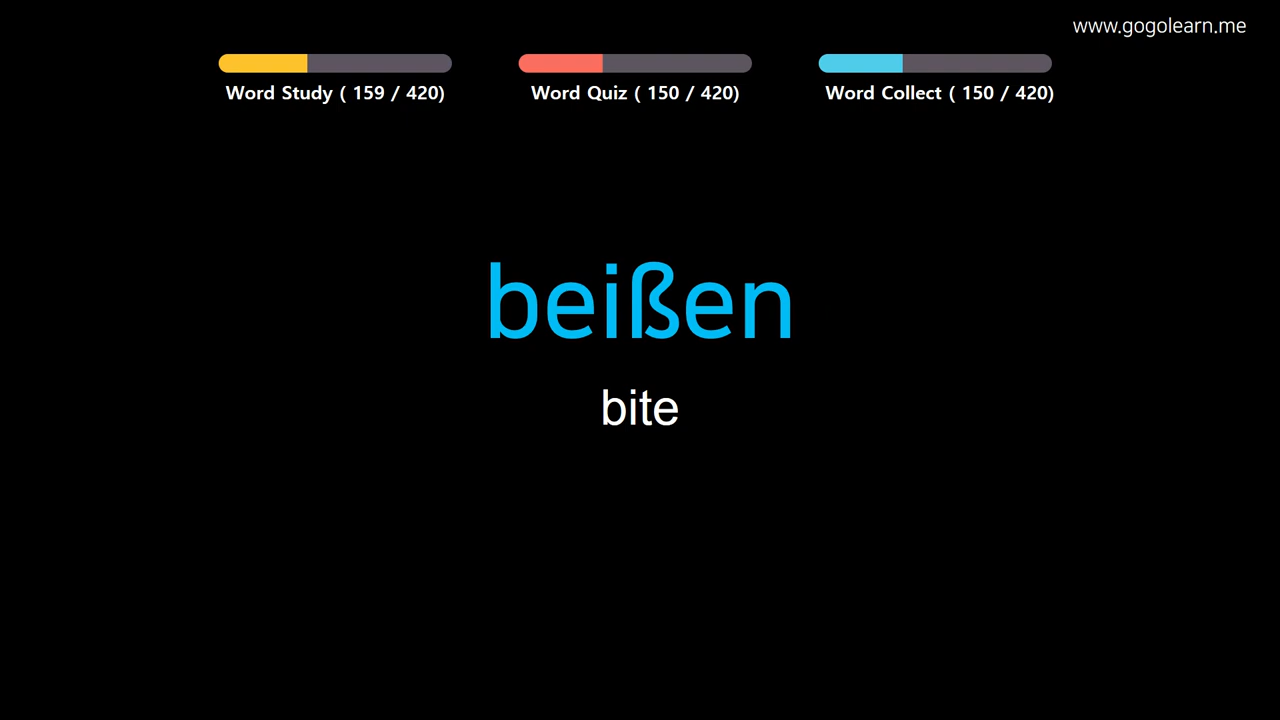 www.gogolearn.me
Word Study ( 159 / 420)
Word Quiz ( 150 / 420)
Word Collect ( 150 / 420)
beißen
bite